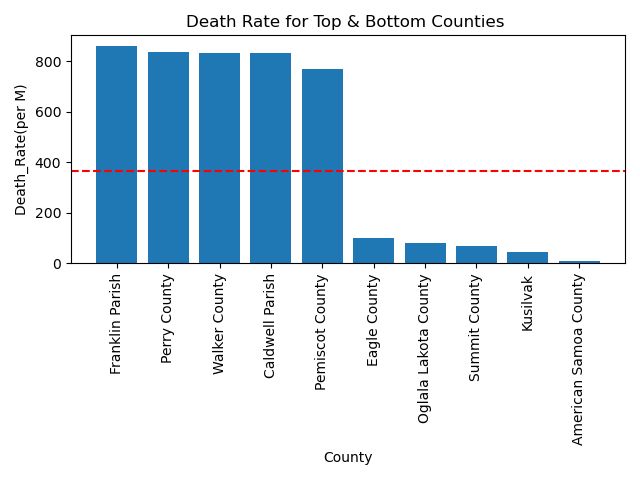 Death Rate for Top & Bottom Counties
Death_Rate(per M)
800
600
400
200
0
Franklin Parish
Perry County
Walker County
Caldwell Parish
Pemiscot County
Eagle County
Oglala Lakota County
Summit County
Kusilvak
American Samoa County
County